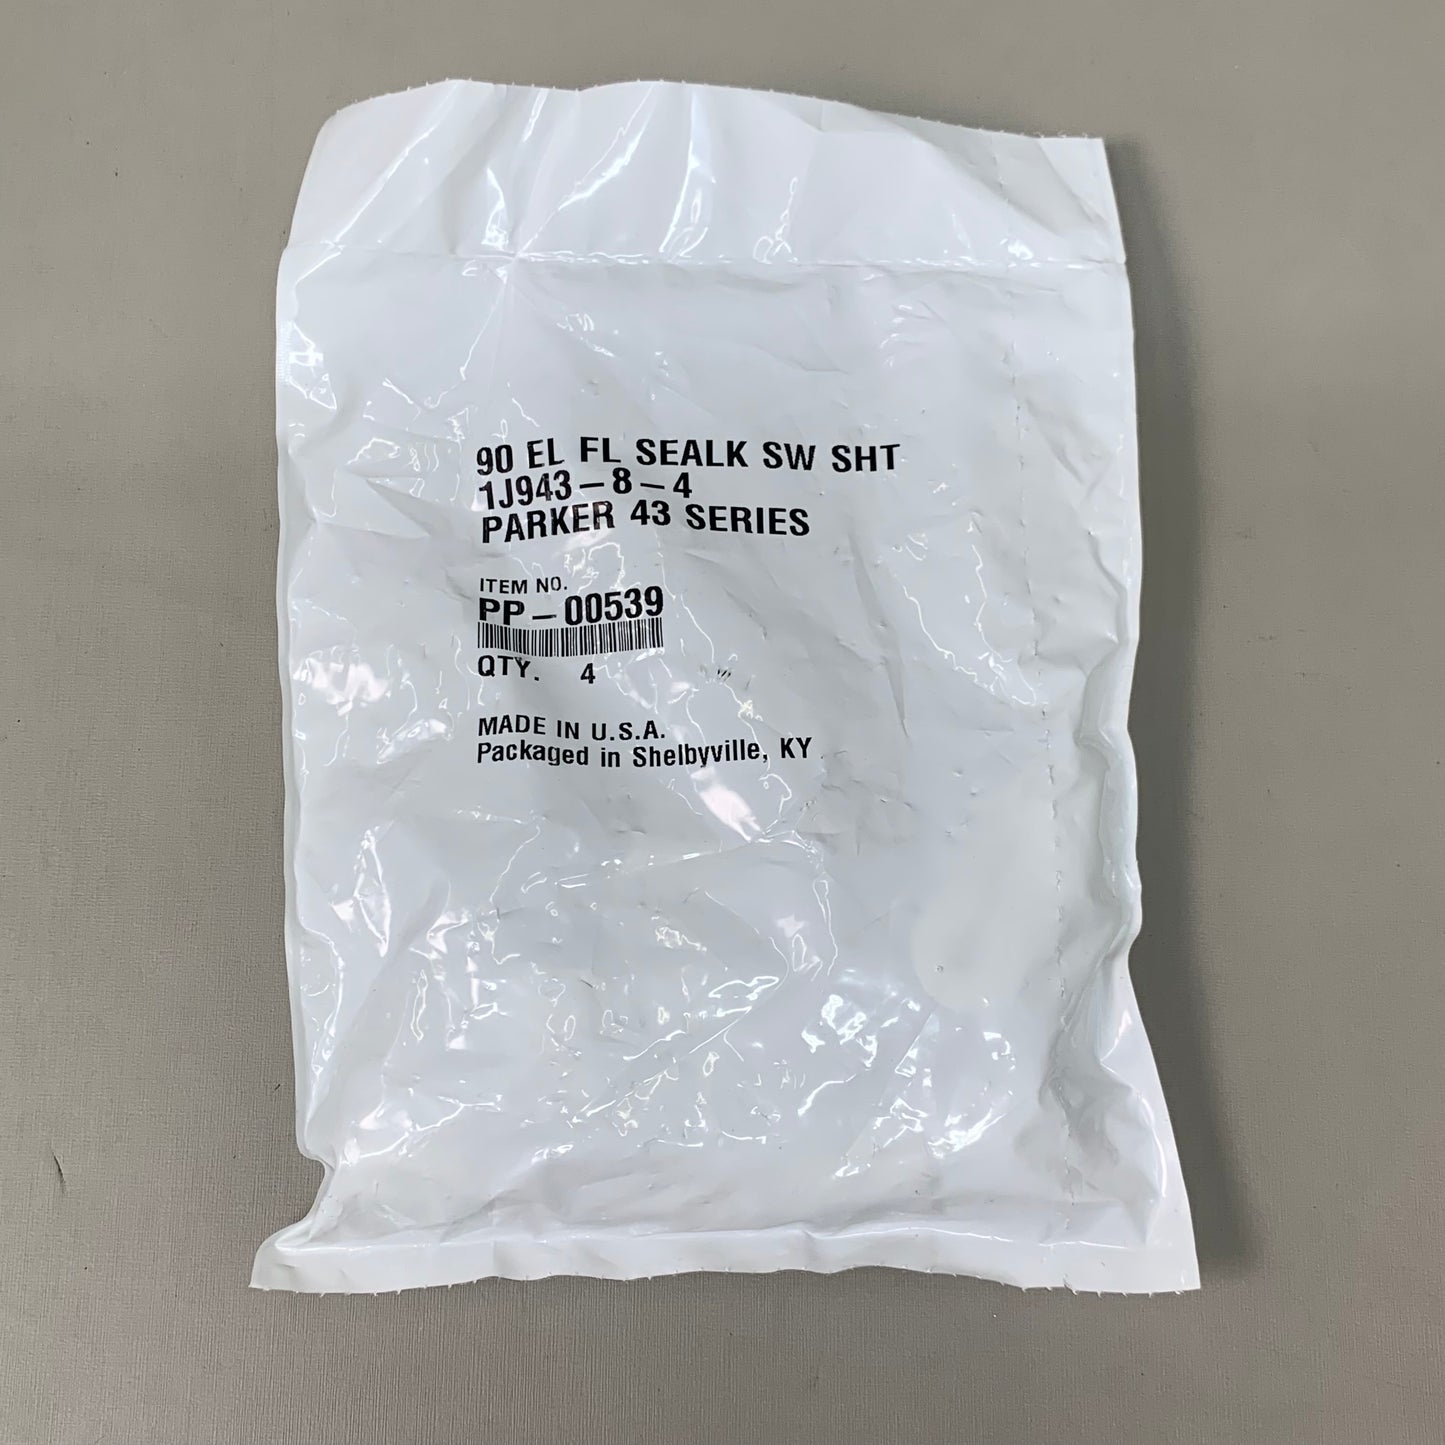 90 EL FL SEALK SW SHT
1J943-8-4
PARKER 43 SERIES
ITEM NO.
PP-00539
QTY. 4
MADE IN U.S.A.
Packaged in Shelbyville, KY